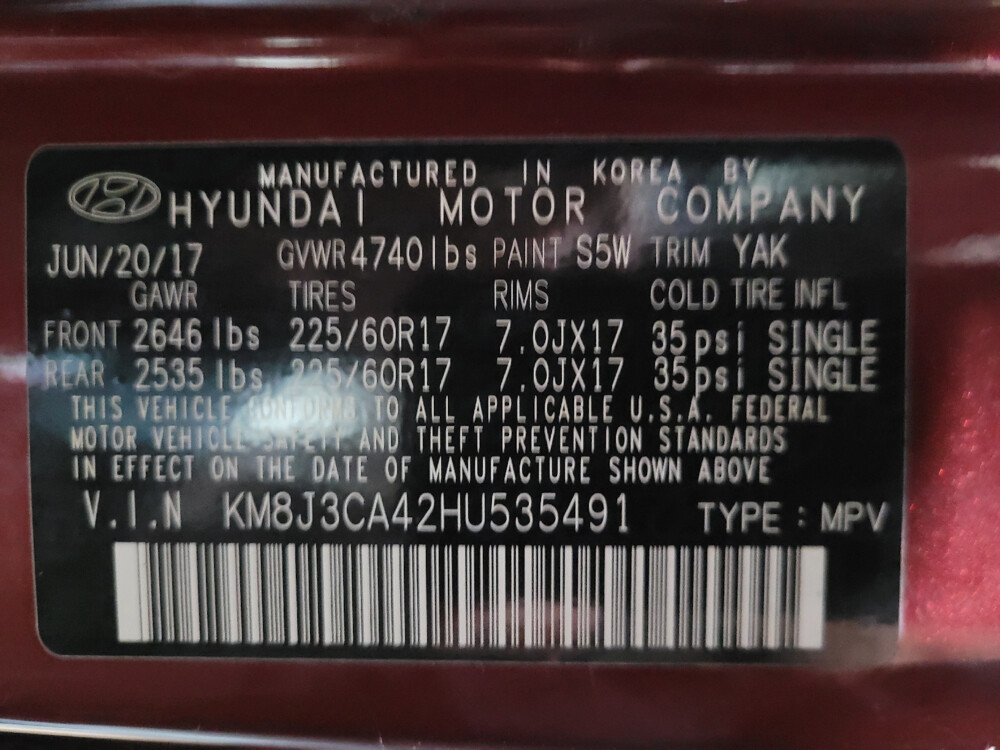 MANUFACTURED IN KOREA BY
HYUNDAI MOTOR COMPANY
JUN/20/17 GVWR 4740 lbs PAINT S5W TRIM YAK
GAWR TIRES RIMS COLD TIRE INFL
FRONT 2646 lbs 225/60R17 7.0JX17 35psi SINGLE
REAR 2535 lbs 225/60R17 7.0JX17 35psi SINGLE
THIS VEHICLE CONFORMS TO ALL APPLICABLE U.S.A. FEDERAL
MOTOR VEHICLE SAFETY AND THEFT PREVENTION STANDARDS
IN EFFECT ON THE DATE OF MANUFACTURE SHOWN ABOVE
V.I.N KM8J3CA42HU535491 TYPE : MPV